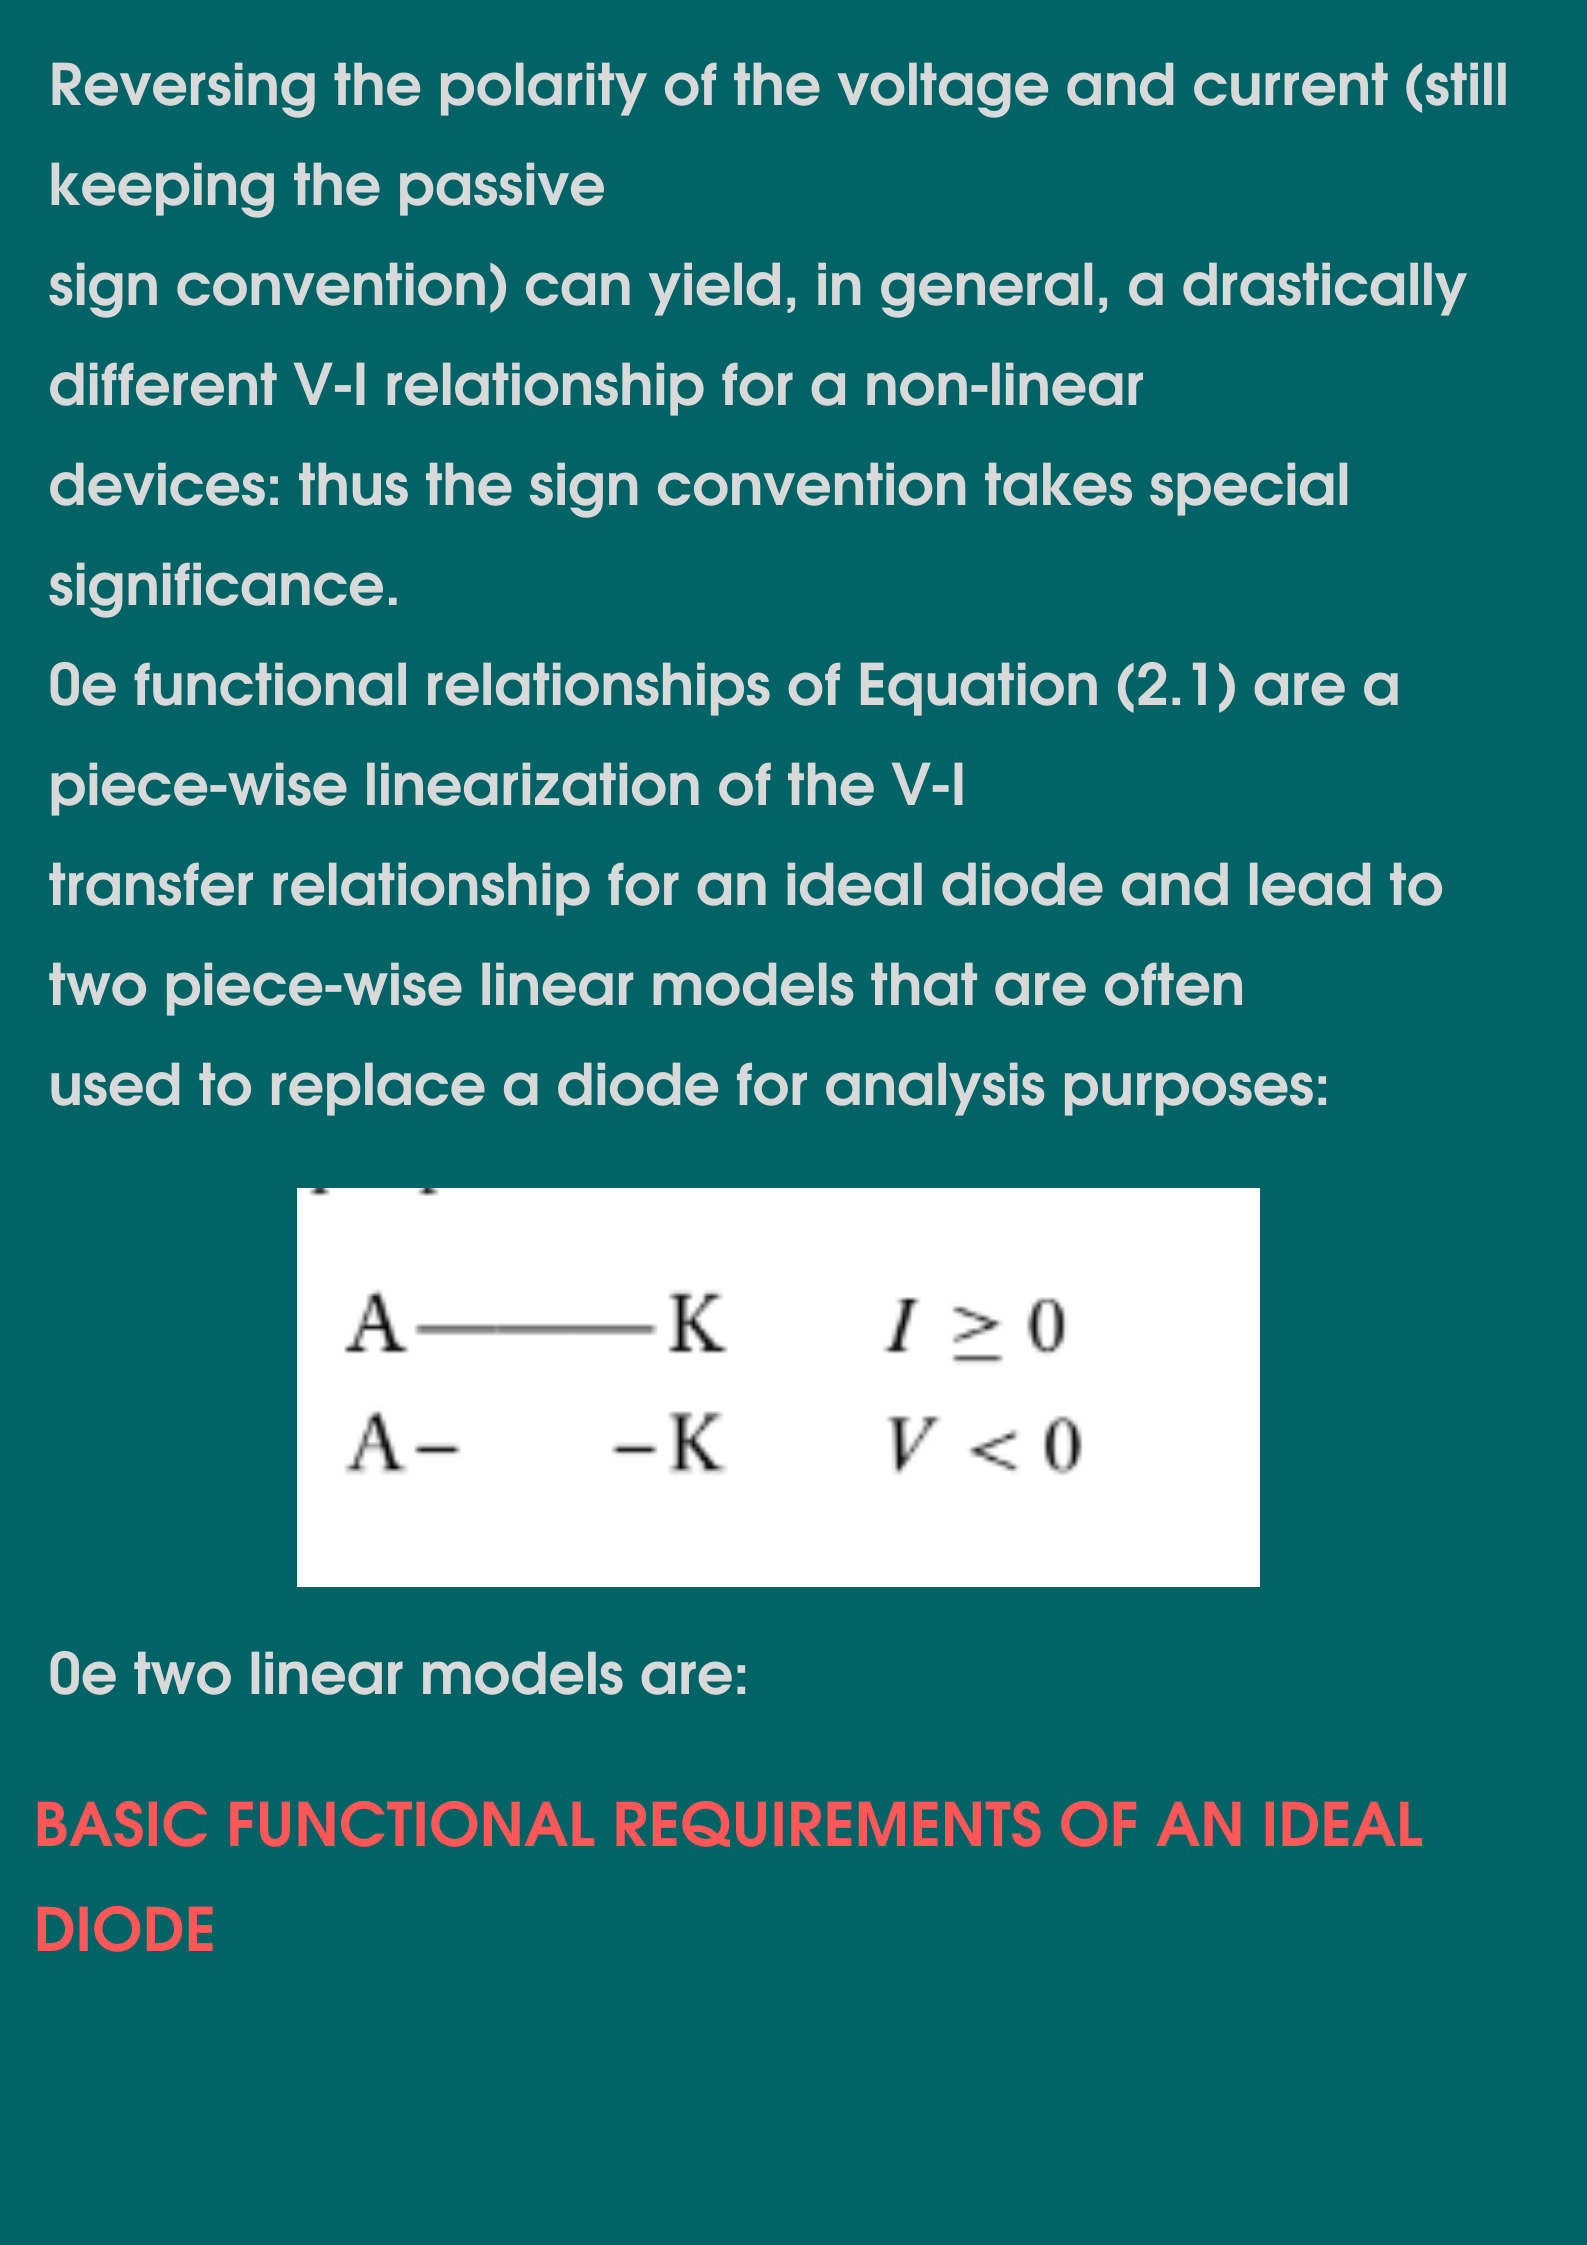 Reversing the polarity of the voltage and current (still
keeping the passive
sign convention) can yield, in general, a drastically
different V-I relationship for a non-linear
devices: thus the sign convention takes special
significance.
0e functional relationships of Equation (2.1) are a
piece-wise linearization of the V-I
transfer relationship for an ideal diode and lead to
two piece-wise linear models that are often
used to replace a diode for analysis purposes:
A———K I ≥ 0
A– –K V < 0
0e two linear models are:
BASIC FUNCTIONAL REQUIREMENTS OF AN IDEAL
DIODE